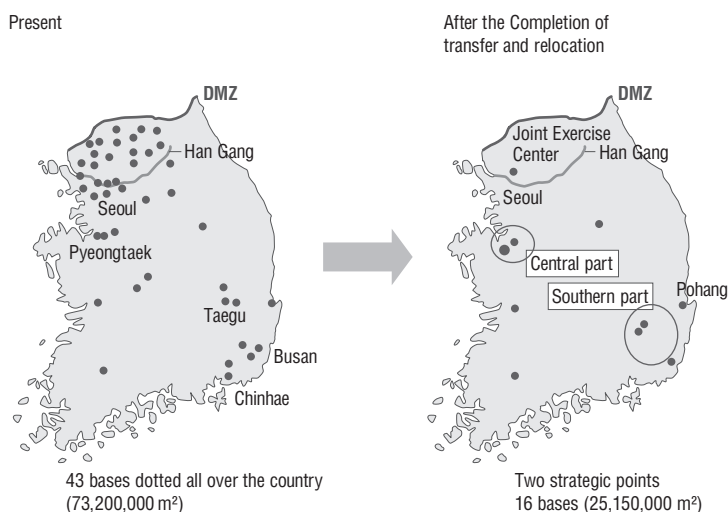 Present
After the Completion of
transfer and relocation
DMZ
Han Gang
Seoul
Pyeongtaek
Taegu
Busan
Chinhae
43 bases dotted all over the country
(73,200,000 m²)
DMZ
Joint Exercise
Center
Han Gang
Seoul
Central part
Southern part
Pohang
Two strategic points
16 bases (25,150,000 m²)